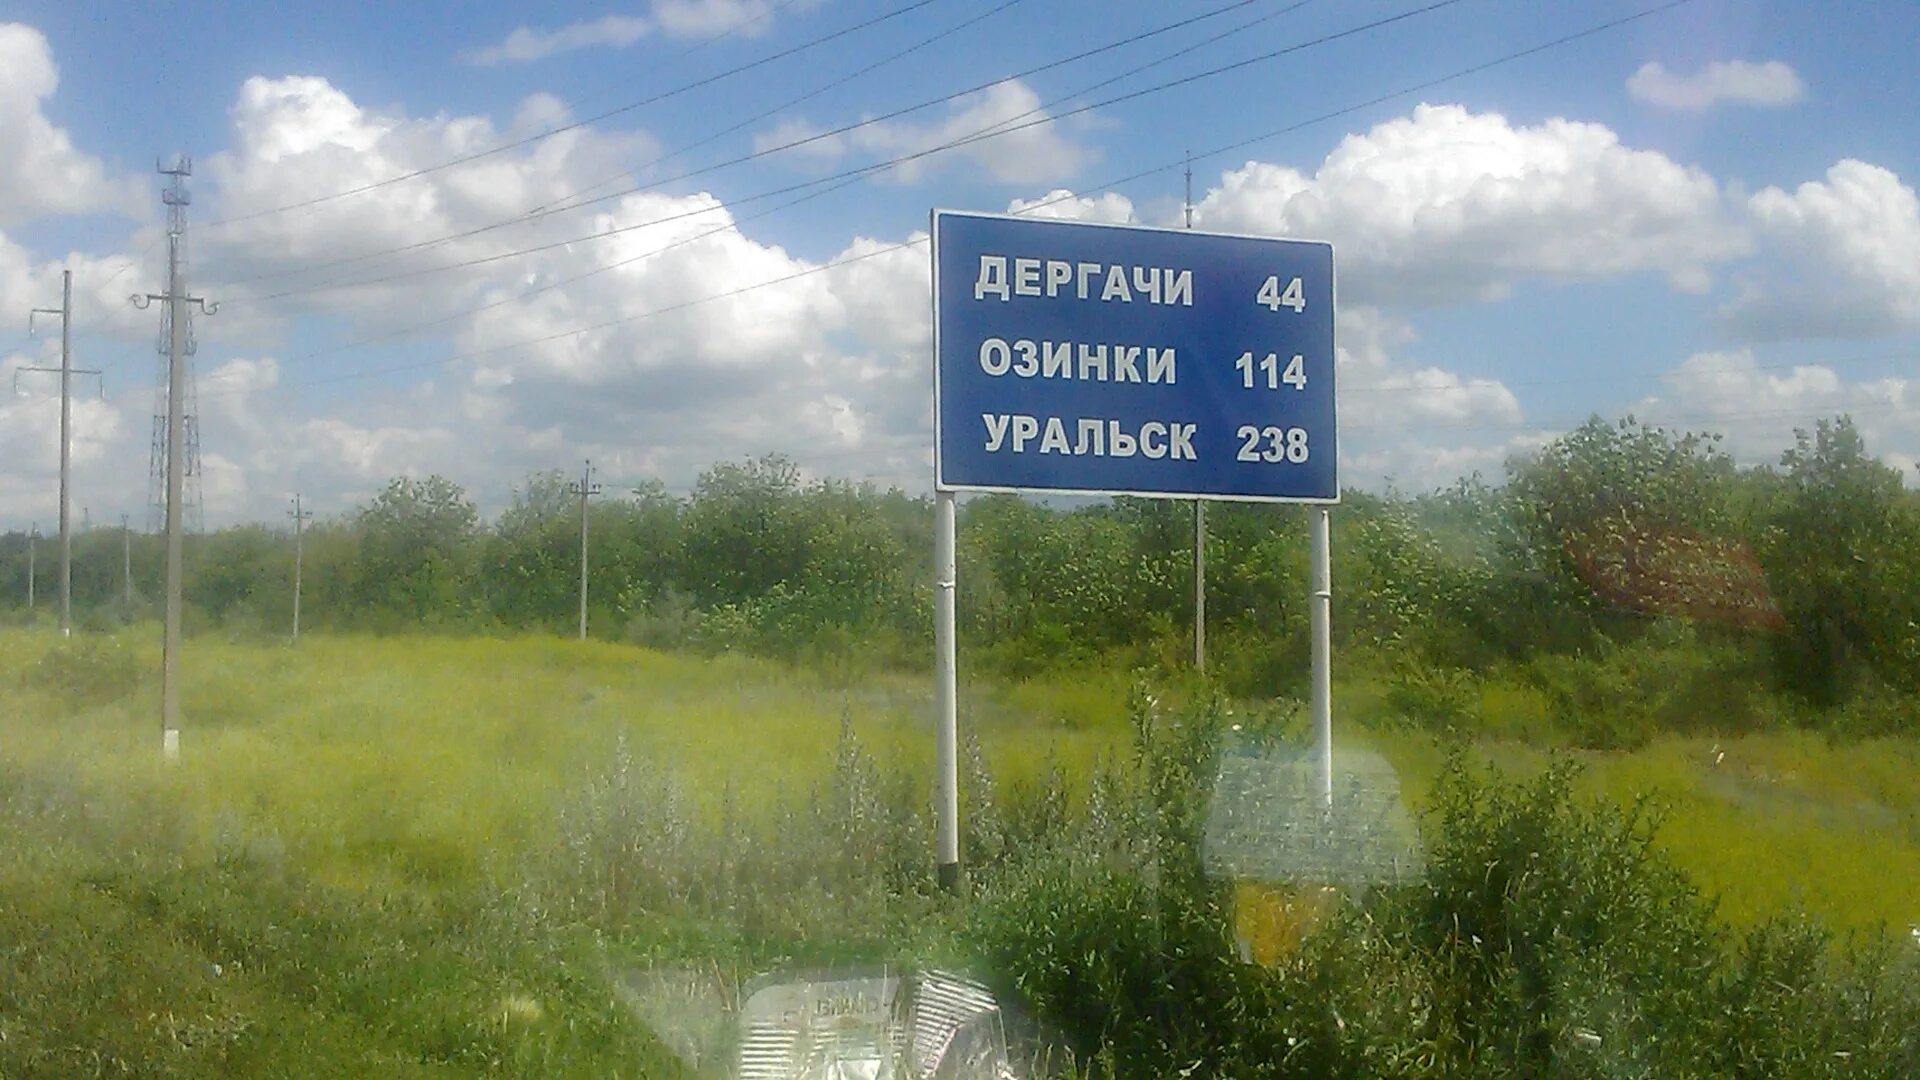 ДЕРГАЧИ 44
ОЗИНКИ 114
УРАЛЬСК 238